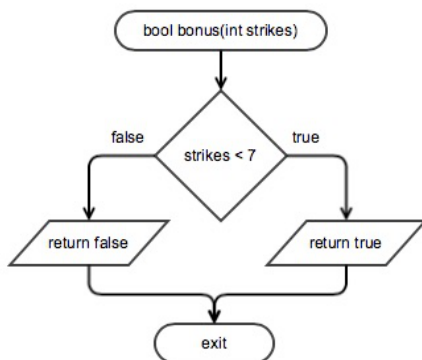 bool bonus(int strikes)
false
true
strikes < 7
return false
return true
exit